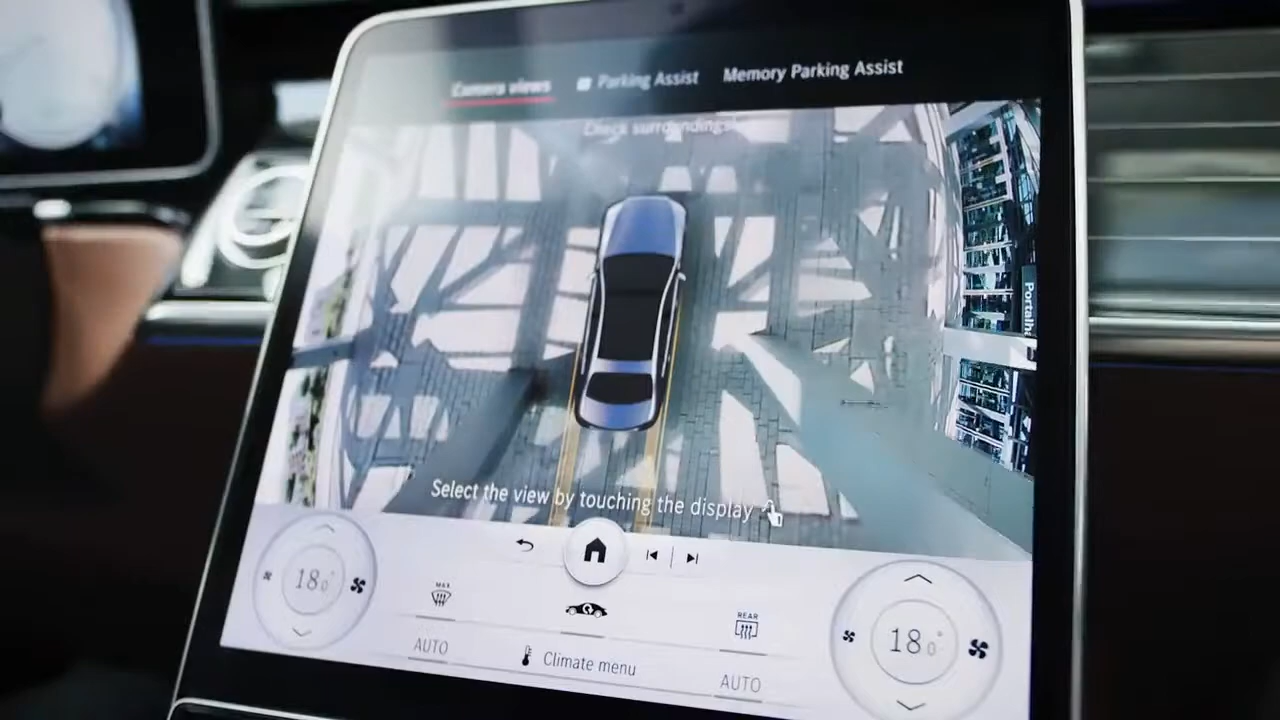 Camera views
Parking Assist
Memory Parking Assist
Check surroundings
Portalha
Select the view by touching the display
18 0°
MAX
REAR
18 0°
AUTO
Climate menu
AUTO